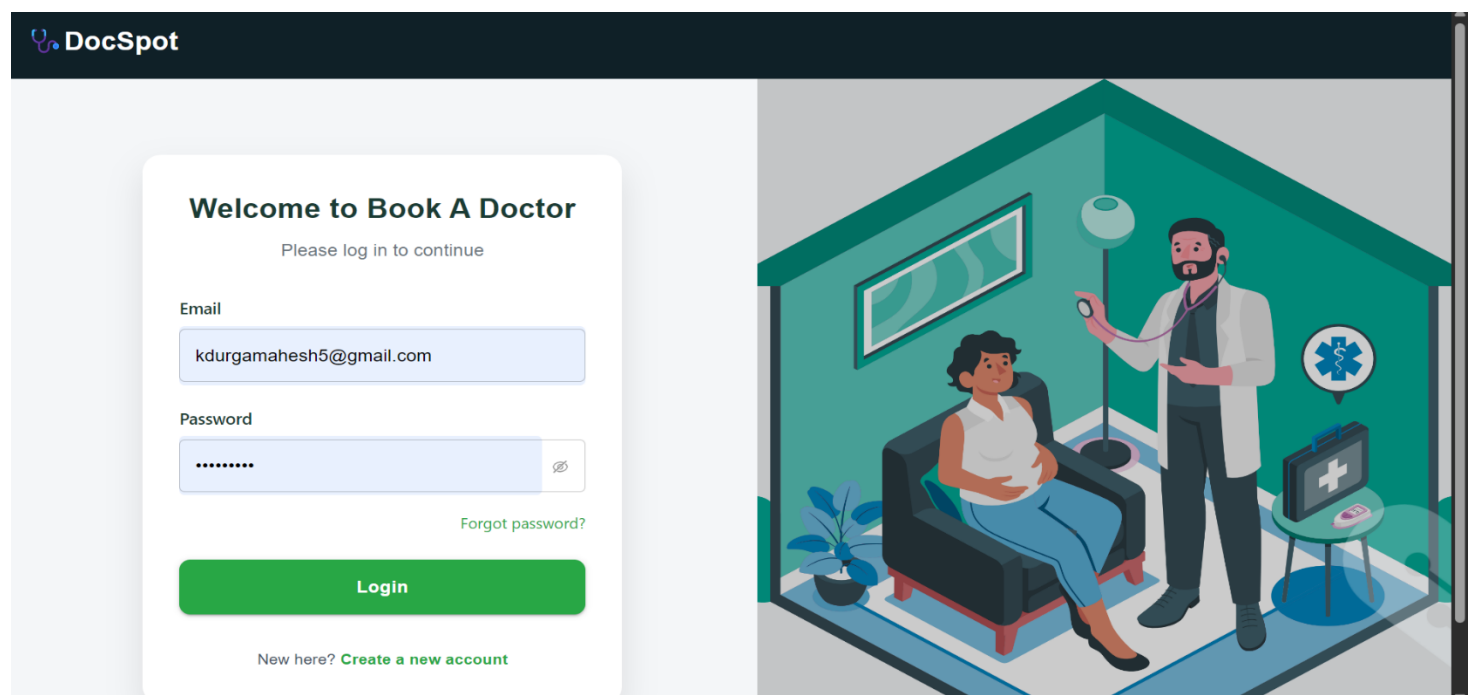 DocSpot
Welcome to Book A Doctor
Please log in to continue
Email
kdurgamahesh5@gmail.com
Password
•••••••••
Forgot password?
Login
New here? Create a new account